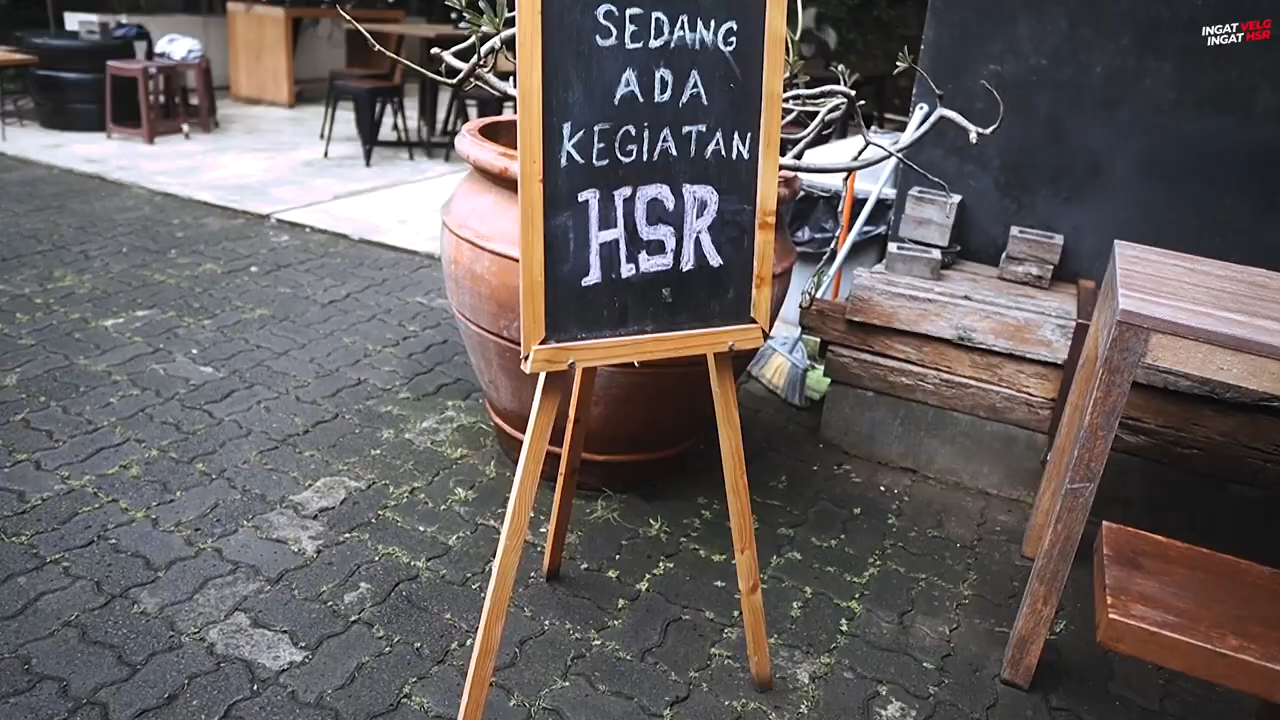 SEDANG
ADA
KEGIATAN
HSR
INGAT VELG
INGAT HSR